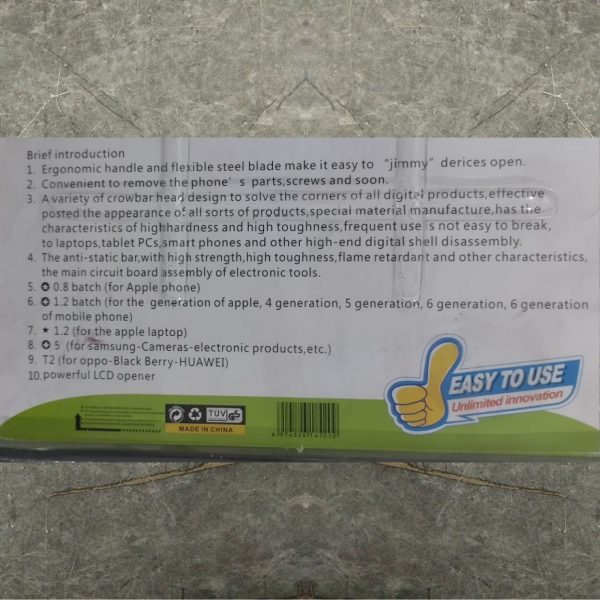 Brief introduction
1. Ergonomic handle and flexible steel blade make it easy to “jimmy” derices open.
2. Convenient to remove the phone’s parts,screws and soon.
3. A variety of crowbar head design to solve the corners of all digital products,effective
posted the appearance of all sorts of products,special material manufacture,has the
characteristics of highhardness and high toughness,frequent use is not easy to break,
to laptops,tablet PCs,smart phones and other high-end digital shell disassembly.
4. The anti-static bar,with high strength,high toughness,flame retardant and other characteristics,
the main circuit board assembly of electronic tools.
5. ✪ 0.8 batch (for Apple phone)
6. ✪ 1.2 batch (for the generation of apple, 4 generation, 5 generation, 6 generation, 6 generation
of mobile phone)
7. ★ 1.2 (for the apple laptop)
8. ✪ 5 (for samsung-Cameras-electronic products,etc.)
9. T2 (for oppo-Black Berry-HUAWEI)
10.powerful LCD opener
EASY TO USE
Unlimited innovation
TUV GS
MADE IN CHINA